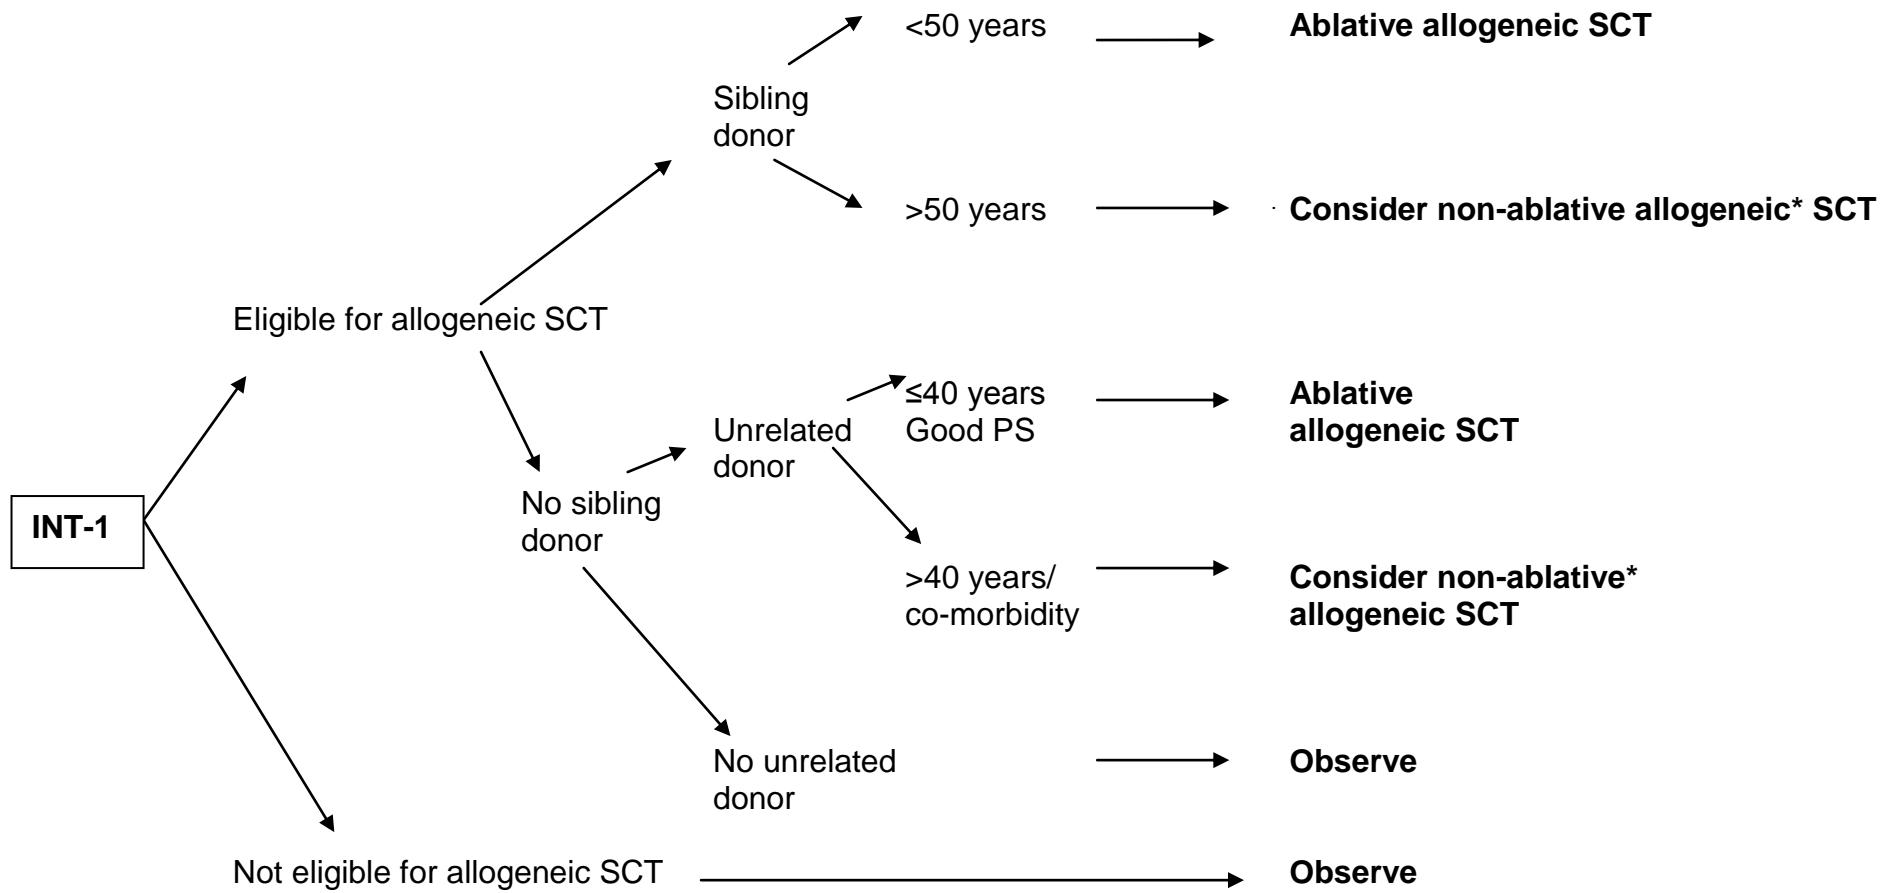 <50 years
Ablative allogeneic SCT
Sibling
donor
>50 years
Consider non-ablative allogeneic* SCT
Eligible for allogeneic SCT
≤40 years
Good PS
Ablative
allogeneic SCT
Unrelated
donor
No sibling
donor
INT-1
>40 years/
co-morbidity
Consider non-ablative*
allogeneic SCT
No unrelated
donor
Observe
Not eligible for allogeneic SCT
Observe